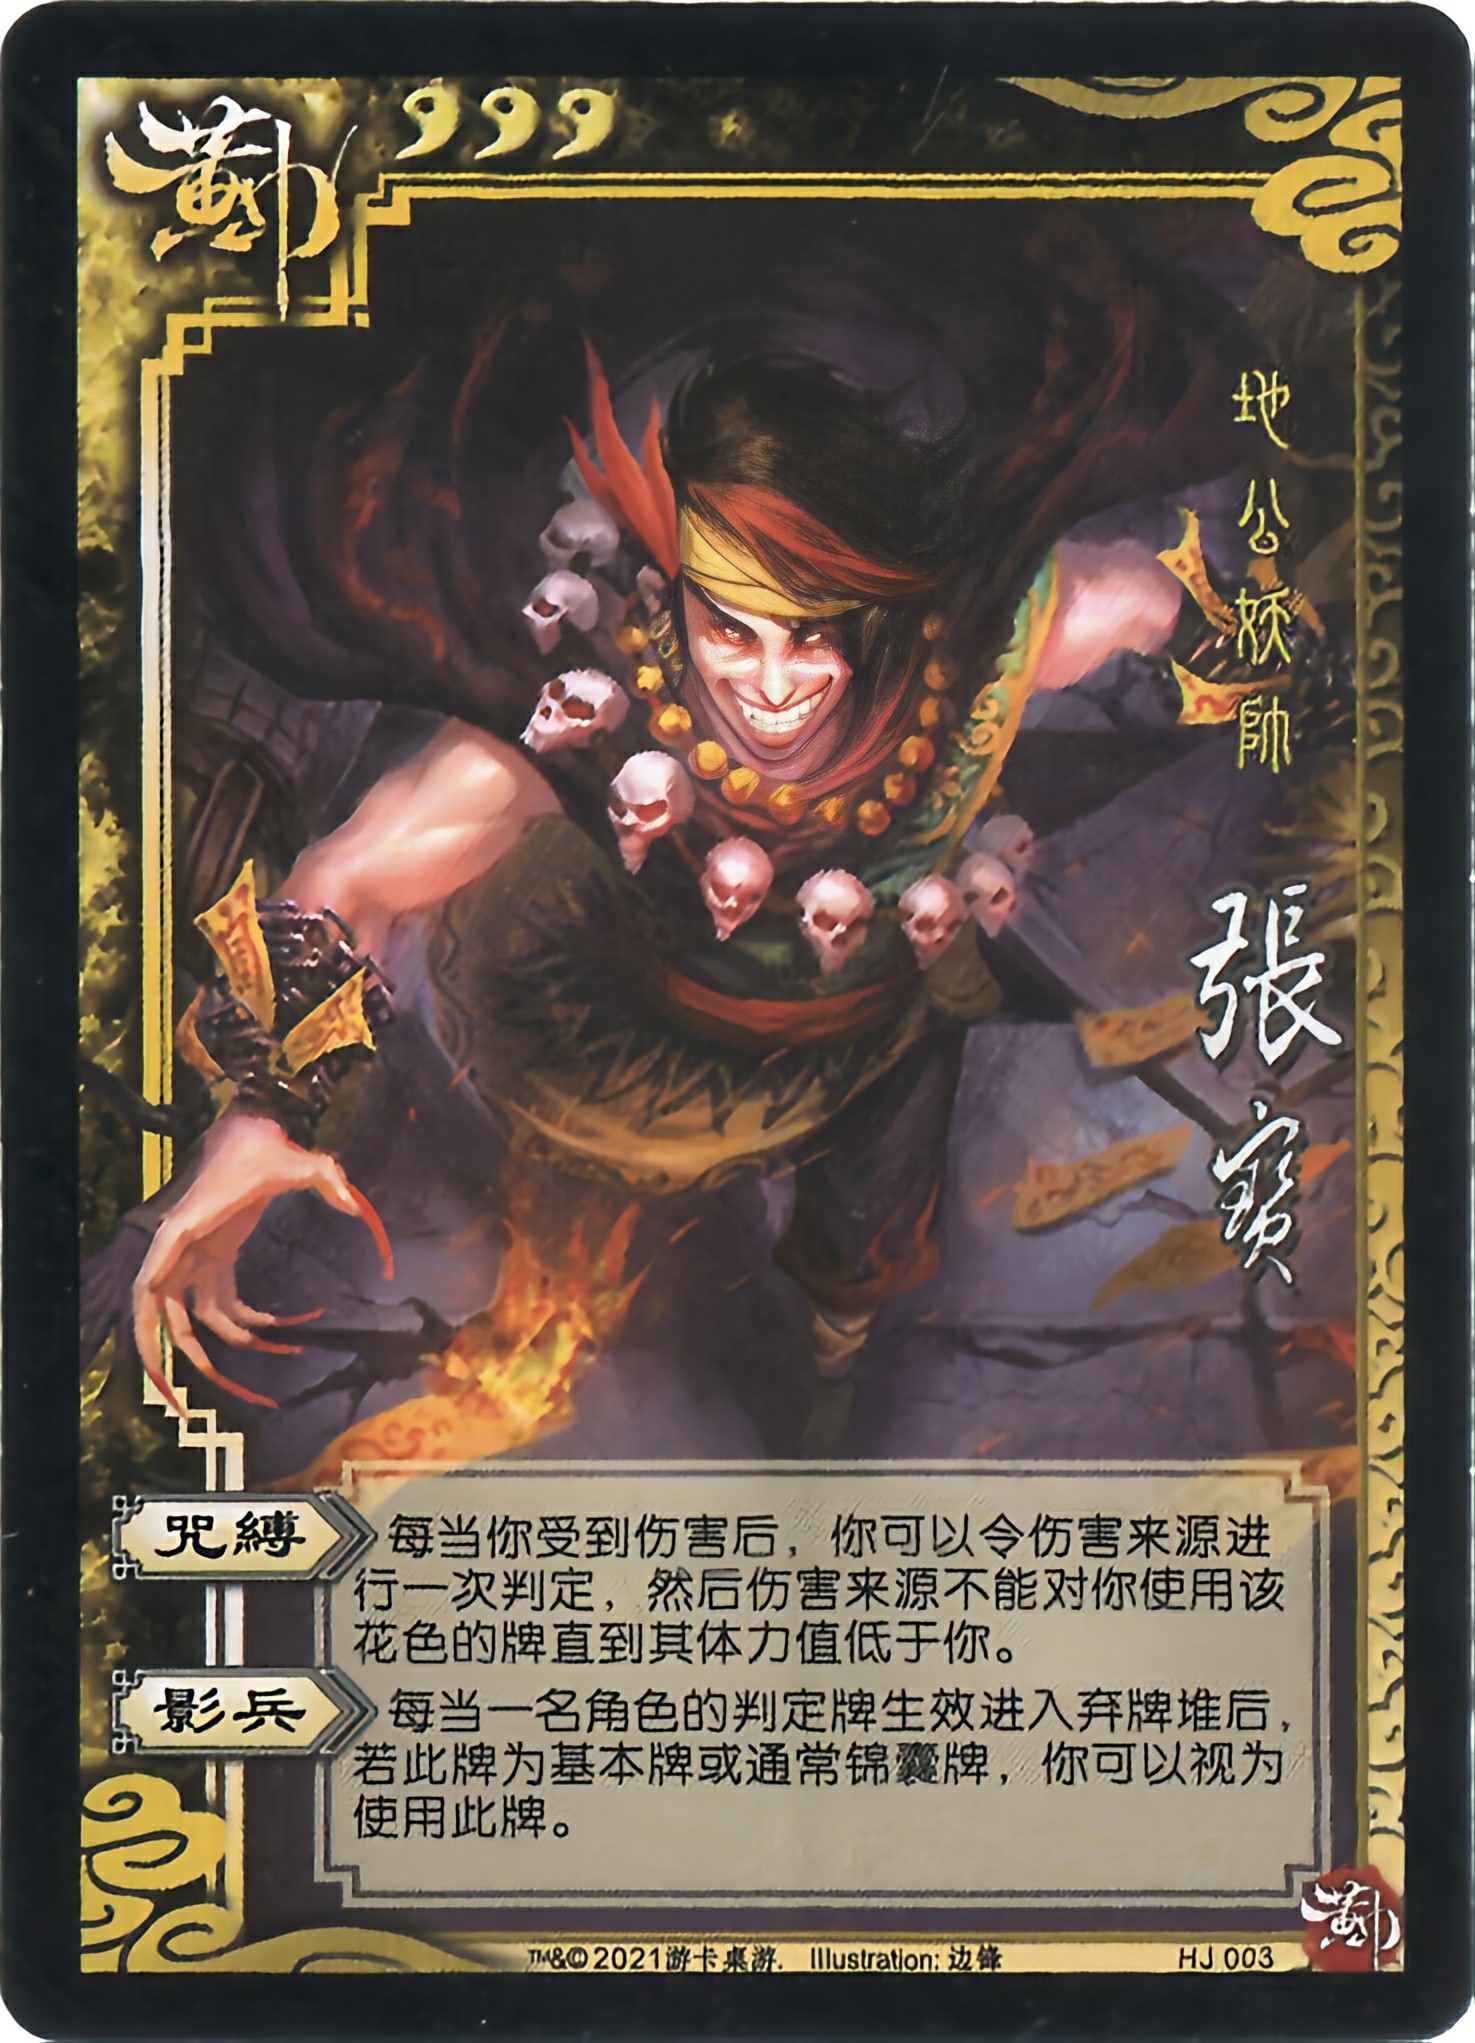 黄巾
地公妖帥
張寶
咒縛
每当你受到伤害后，你可以令伤害来源进
行一次判定，然后伤害来源不能对你使用该
花色的牌直到其体力值低于你。
影兵
每当一名角色的判定牌生效进入弃牌堆后，
若此牌为基本牌或通常锦囊牌，你可以视为
使用此牌。
™&©2021游卡桌游. Illustration: 边锋
HJ 003
黄巾